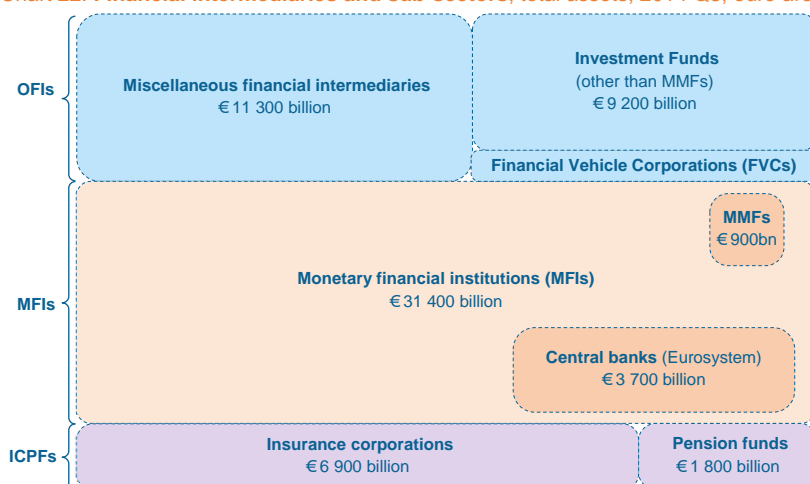 OFIs
Miscellaneous financial intermediaries
€ 11 300 billion
Investment Funds
(other than MMFs)
€ 9 200 billion
Financial Vehicle Corporations (FVCs)
MFIs
MMFs
€ 900bn
Monetary financial institutions (MFIs)
€ 31 400 billion
Central banks (Eurosystem)
€ 3 700 billion
ICPFs
Insurance corporations
€ 6 900 billion
Pension funds
€ 1 800 billion